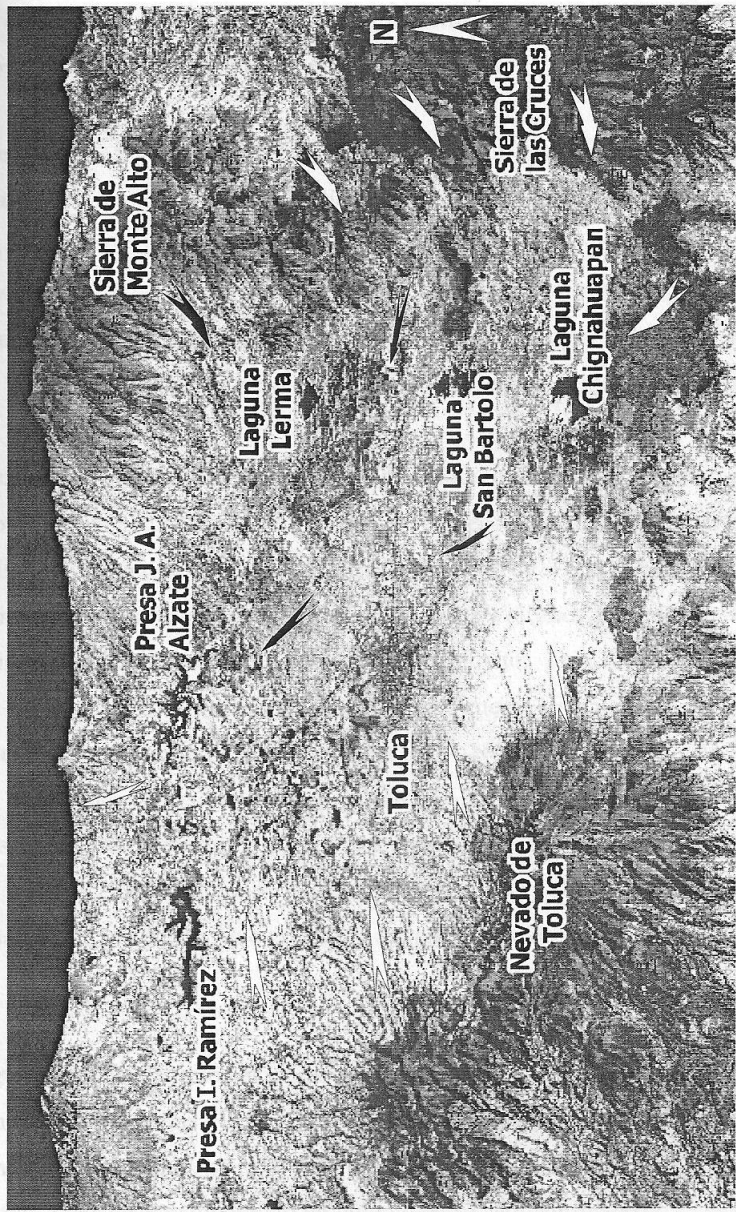 Sierra de
Monte Alto
Presa J. A.
Alzate
Presa I. Ramírez
Laguna
Lerma
N
Toluca
Laguna
San Bartolo
Sierra de
las Cruces
Nevado de
Toluca
Laguna
Chignahuapan